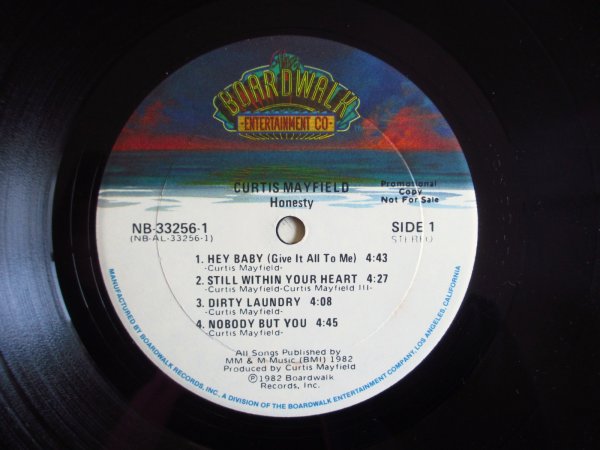 The
BOARDWALK
-ENTERTAINMENT CO-
CURTIS MAYFIELD
Honesty
Promotional
Copy
Not For Sale
NB-33256-1
(NB-AL-33256-1)
SIDE 1
STEREO
1. HEY BABY (Give It All To Me) 4:43
-Curtis Mayfield-
2. STILL WITHIN YOUR HEART 4:27
-Curtis Mayfield-Curtis Mayfield III-
3. DIRTY LAUNDRY 4:08
-Curtis Mayfield-
4. NOBODY BUT YOU 4:45
-Curtis Mayfield-
All Songs Published by
MM & M-Music (BMI) 1982
Produced by Curtis Mayfield
Ⓟ1982 Boardwalk
Records, Inc.
MANUFACTURED BY BOARDWALK RECORDS, INC., A DIVISION OF THE BOARDWALK ENTERTAINMENT COMPANY, LOS ANGELES, CALIFORNIA